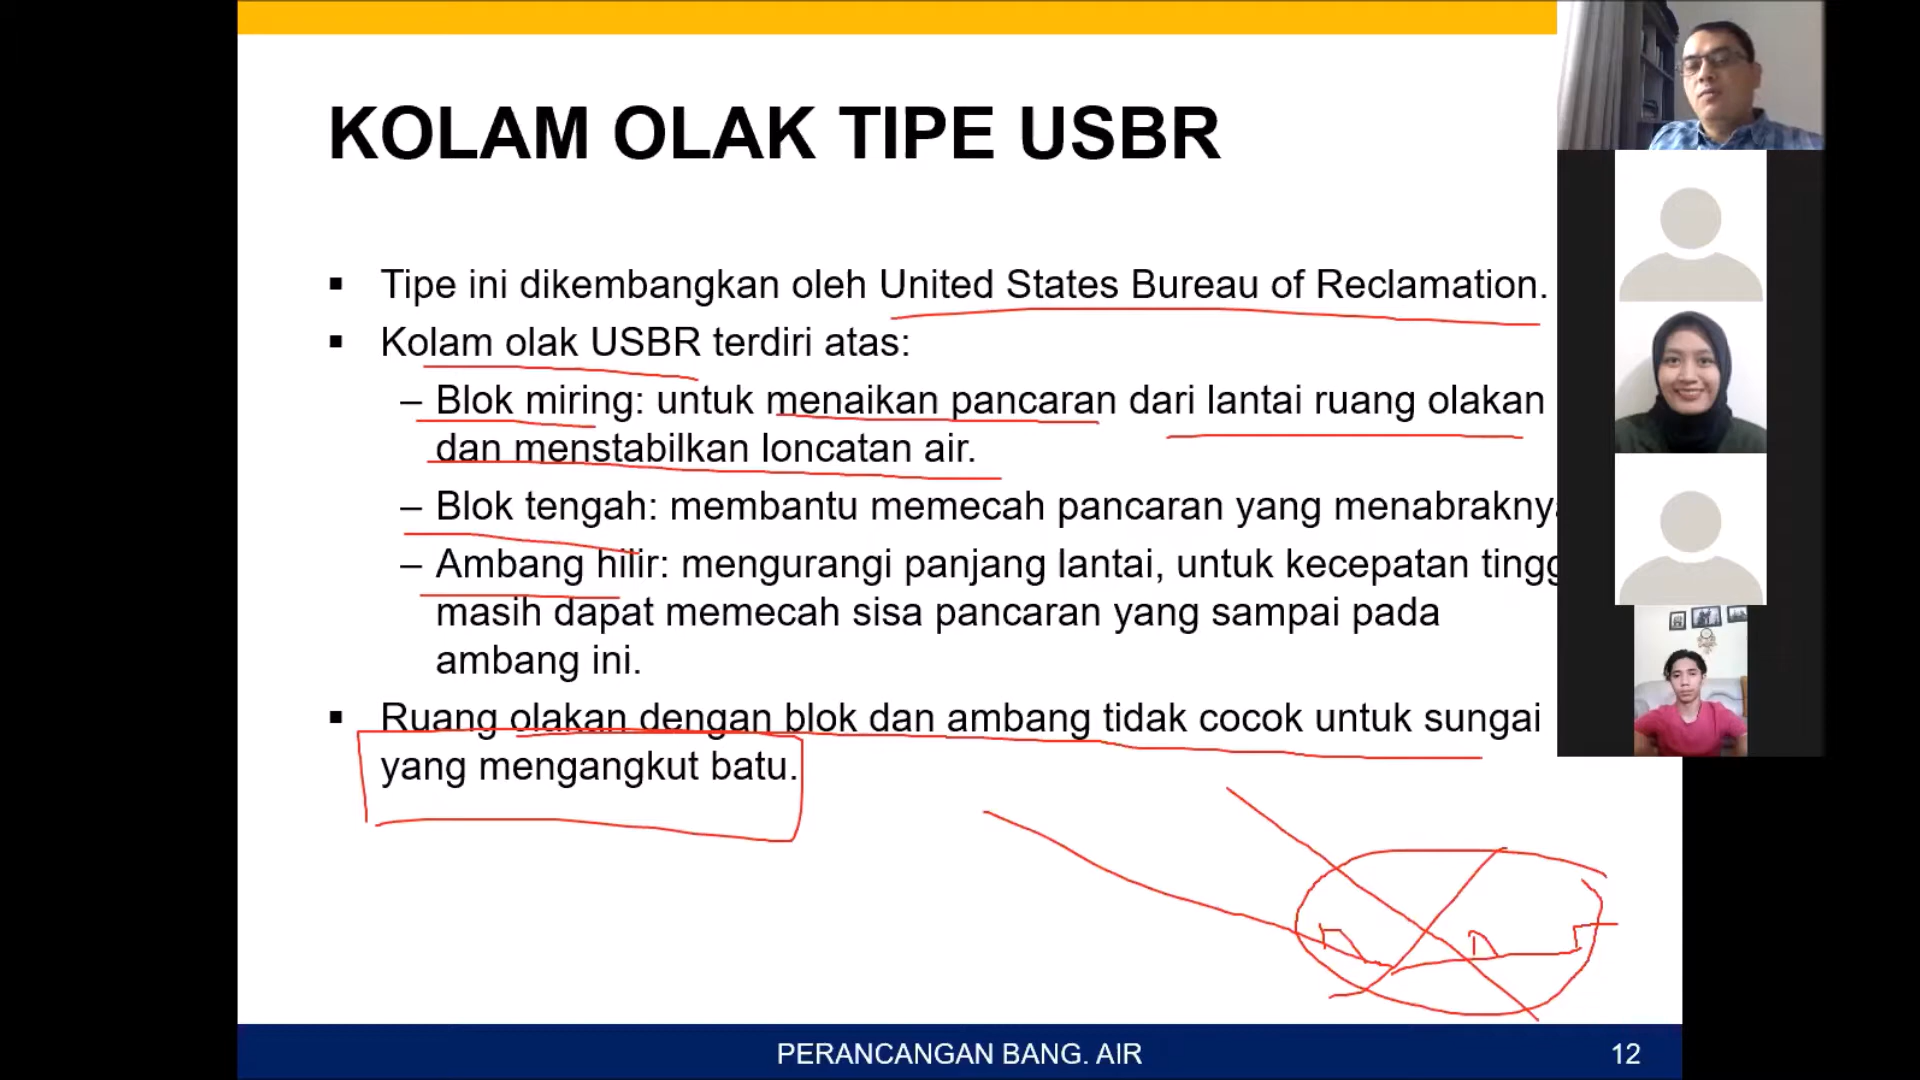 KOLAM OLAK TIPE USBR
▪ Tipe ini dikembangkan oleh United States Bureau of Reclamation.
▪ Kolam olak USBR terdiri atas:
– Blok miring: untuk menaikan pancaran dari lantai ruang olakan
dan menstabilkan loncatan air.
– Blok tengah: membantu memecah pancaran yang menabraknya
– Ambang hilir: mengurangi panjang lantai, untuk kecepatan tingg
masih dapat memecah sisa pancaran yang sampai pada
ambang ini.
▪ Ruang olakan dengan blok dan ambang tidak cocok untuk sungai
yang mengangkut batu.
PERANCANGAN BANG. AIR
12